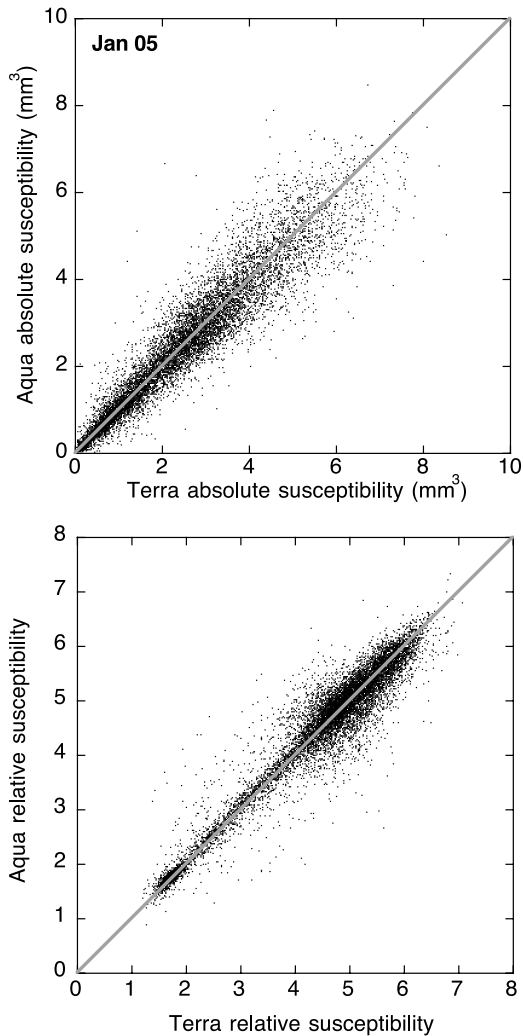 10
Jan 05
8
6
4
2
0
Aqua absolute susceptibility (mm³)
0 2 4 6 8 10
Terra absolute susceptibility (mm³)
8
7
6
5
4
3
2
1
0
Aqua relative susceptibility
0 1 2 3 4 5 6 7 8
Terra relative susceptibility